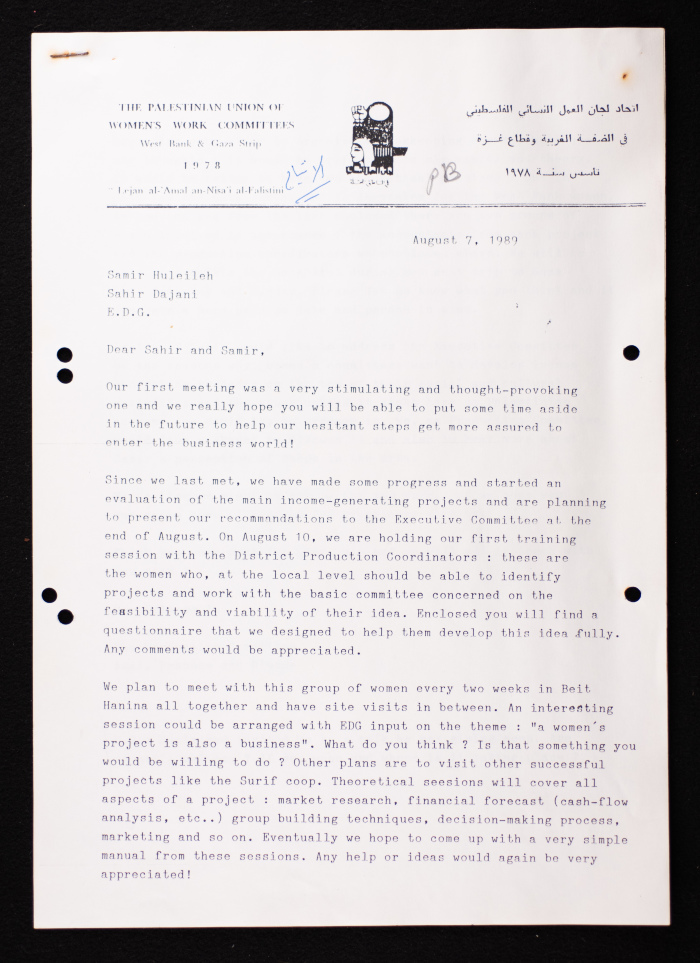 THE PALESTINIAN UNION OF
WOMEN'S WORK COMMITTEES
West Bank & Gaza Strip
1978
Lejan al-'Amal an-Nisa'i al-Falistini
اتحاد لجان العمل النسائي الفلسطيني
في الضفة الغربية وقطاع غزة
تأسس سنة ١٩٧٨
August 7, 1989
Samir Huleileh
Sahir Dajani
E.D.G.
Dear Sahir and Samir,
Our first meeting was a very stimulating and thought-provoking
one and we really hope you will be able to put some time aside
in the future to help our hesitant steps get more assured to
enter the business world!
Since we last met, we have made some progress and started an
evaluation of the main income-generating projects and are planning
to present our recommndations to the Executive Committee at the
end of August. On August 10, we are holding our first training
session with the District Production Coordinators : these are
the women who, at the local level should be able to identify
projects and work with the basic committee concerned on the
feasibility and viability of their idea. Enclosed you will find a
questionnaire that we designed to help them develop this idea fully.
Any comments would be appreciated.
We plan to meet with this group of women every two weeks in Beit
Hanina all together and have site visits in between. An interesting
session could be arranged with EDG input on the theme : "a women's
project is also a business". What do you think ? Is that something you
would be willing to do ? Other plans are to visit other successful
projects like the Surif coop. Theoretical seesions will cover all
aspects of a project : market research, financial forecast (cash-flow
analysis, etc..) group building techniques, decision-making process,
marketing and so on. Eventually we hope to come up with a very simple
manual from these sessions. Any help or ideas would again be very
appreciated!